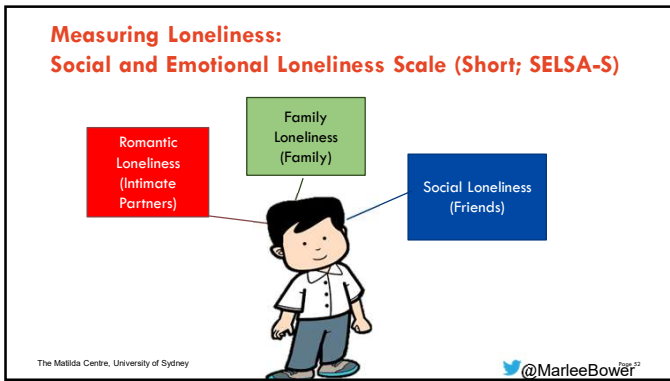 Measuring Loneliness:
Social and Emotional Loneliness Scale (Short; SELSA-S)
Romantic
Loneliness
(Intimate
Partners)
Family
Loneliness
(Family)
Social Loneliness
(Friends)
The Matilda Centre, University of Sydney
@MarleeBower
Page 52